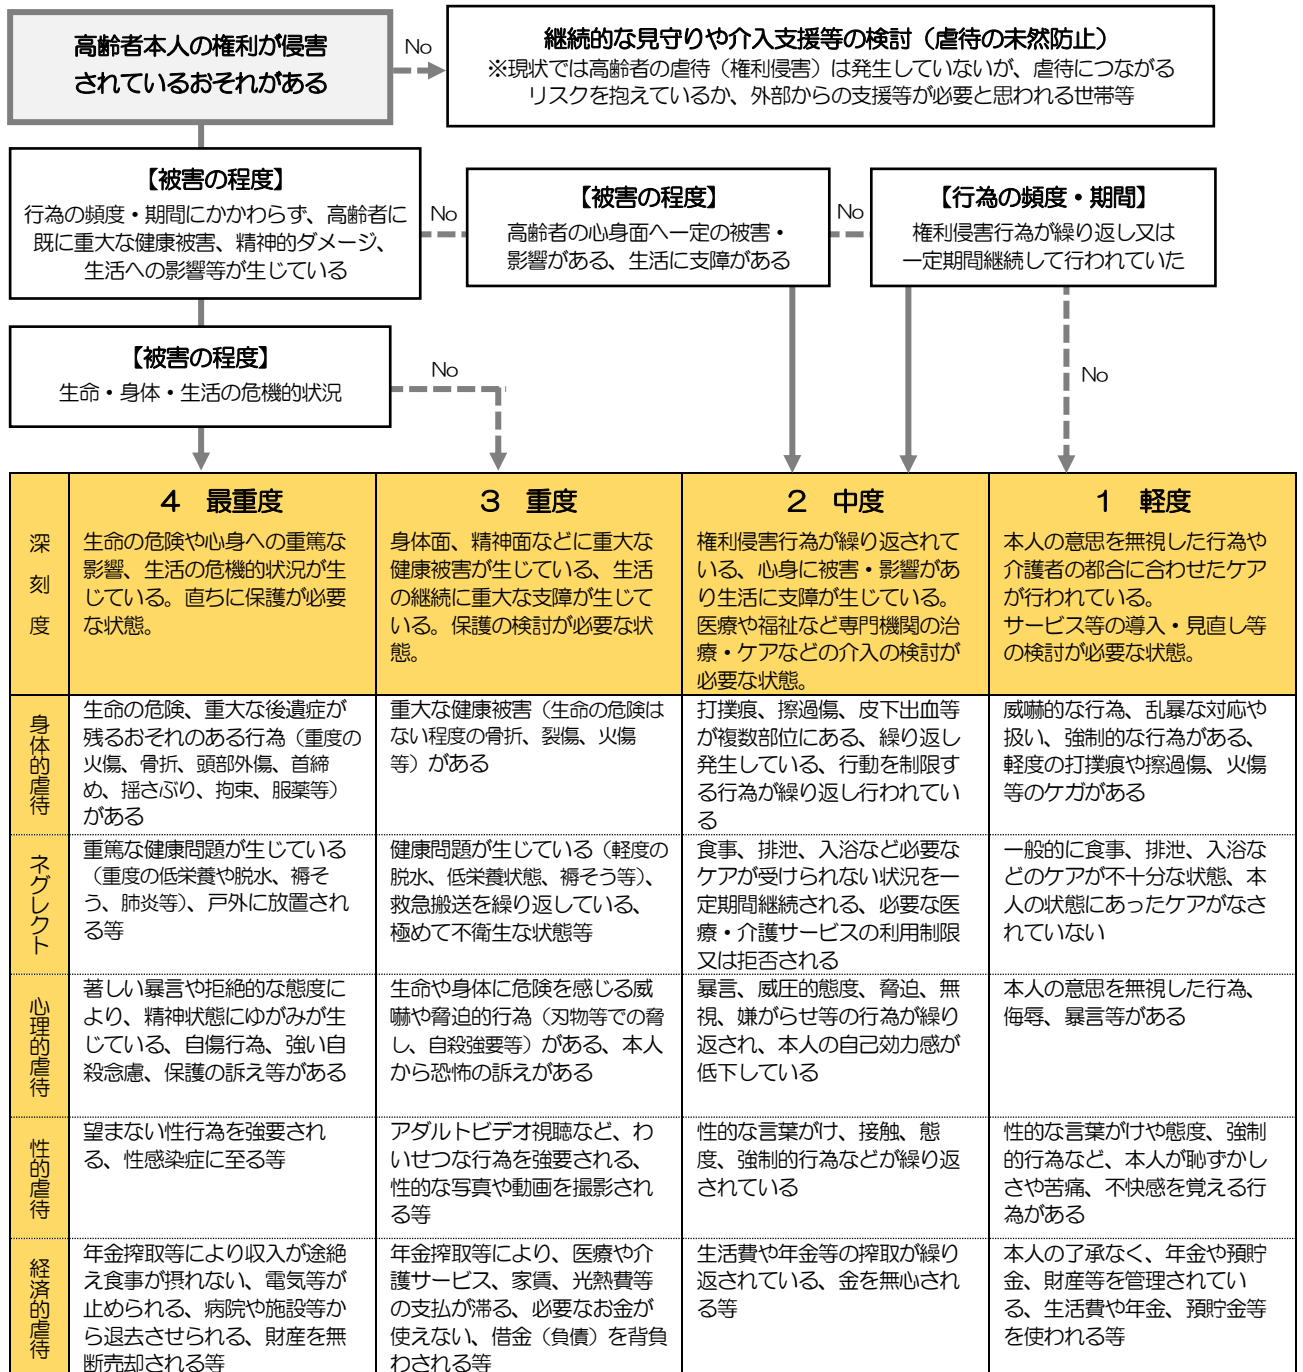 高齢者本人の権利が侵害
されているおそれがある
No
継続的な見守りや介入支援等の検討（虐待の未然防止）
※現状では高齢者の虐待（権利侵害）は発生していないが、虐待につながる
リスクを抱えているか、外部からの支援等が必要と思われる世帯等
【被害の程度】
行為の頻度・期間にかかわらず、高齢者に
既に重大な健康被害、精神的ダメージ、
生活への影響等が生じている
No
【被害の程度】
高齢者の心身面へ一定の被害・
影響がある、生活に支障がある
No
【行為の頻度・期間】
権利侵害行為が繰り返し又は
一定期間継続して行われていた
【被害の程度】
生命・身体・生活の危機的状況
No
No
深刻度
4 最重度
生命の危険や心身への重篤な
影響、生活の危機的状況が生
じている。直ちに保護が必要
な状態。
3 重度
身体面、精神面などに重大な
健康被害が生じている、生活
の継続に重大な支障が生じて
いる。保護の検討が必要な状
態。
2 中度
権利侵害行為が繰り返されて
いる、心身に被害・影響があ
り生活に支障が生じている。
医療や福祉など専門機関の治
療・ケアなどの介入の検討が
必要な状態。
1 軽度
本人の意思を無視した行為や
介護者の都合に合わせたケア
が行われている。
サービス等の導入・見直し等
の検討が必要な状態。
身体的虐待
生命の危険、重大な後遺症が
残るおそれのある行為（重度の
火傷、骨折、頭部外傷、首締
め、揺さぶり、拘束、服薬等）
がある
重大な健康被害（生命の危険は
ない程度の骨折、裂傷、火傷
等）がある
打撲痕、擦過傷、皮下出血等
が複数部位にある、繰り返し
発生している、行動を制限す
る行為が繰り返し行われてい
る
威嚇的な行為、乱暴な対応や
扱い、強制的な行為がある、
軽度の打撲痕や擦過傷、火傷
等のケガがある
ネグレクト
重篤な健康問題が生じている
（重度の低栄養や脱水、褥そ
う、肺炎等）、戸外に放置され
る等
健康問題が生じている（軽度の
脱水、低栄養状態、褥そう等）、
救急搬送を繰り返している、
極めて不衛生な状態等
食事、排泄、入浴など必要な
ケアが受けられない状況を一
定期間継続される、必要な医
療・介護サービスの利用制限
又は拒否される
一般的に食事、排泄、入浴な
どのケアが不十分な状態、本
人の状態にあったケアがなさ
れていない
心理的虐待
著しい暴言や拒絶的な態度に
より、精神状態にゆがみが生
じている、自傷行為、強い自
殺念慮、保護の訴え等がある
生命や身体に危険を感じる威
嚇や脅迫的行為（刃物等での脅
し、自殺強要等）がある、本人
から恐怖の訴えがある
暴言、威圧的態度、脅迫、無
視、嫌がらせ等の行為が繰り
返され、本人の自己効力感が
低下している
本人の意思を無視した行為、
侮辱、暴言等がある
性的虐待
望まない性行為を強要され
る、性感染症に至る等
アダルトビデオ視聴など、わ
いせつな行為を強要される、
性的な写真や動画を撮影され
る等
性的な言葉がけ、接触、態
度、強制的行為などが繰り返
されている
性的な言葉がけや態度、強制
的行為など、本人が恥ずかし
さや苦痛、不快感を覚える行
為がある
経済的虐待
年金搾取等により収入が途絶
え食事が摂れない、電気等が
止められる、病院や施設等か
ら退去させられる、財産を無
断売却される等
年金搾取等により、医療や介
護サービス、家賃、光熱費等
の支払が滞る、必要なお金が
使えない、借金（負債）を背負
わされる等
生活費や年金等の搾取が繰り
返されている、金を無心され
る等
本人の了承なく、年金や預貯
金、財産等を管理されてい
る、生活費や年金、預貯金等
を使われる等